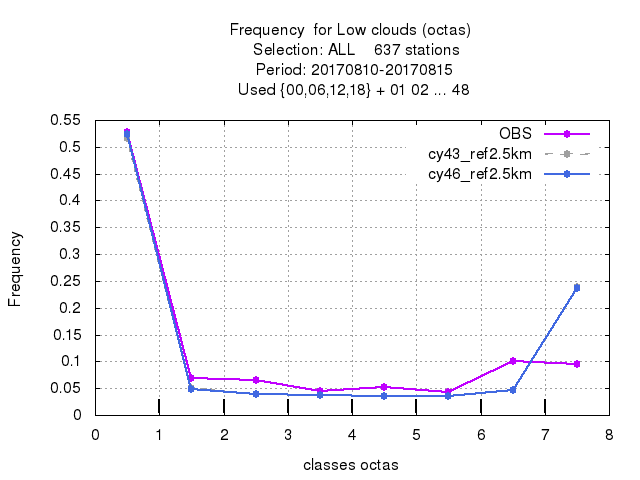 Frequency  for Low clouds (octas)
Selection: ALL    637 stations
Period: 20170810-20170815
Used {00,06,12,18} + 01 02 ... 48
OBS
cy43_ref2.5km
cy46_ref2.5km
0.55
0.5
0.45
0.4
0.35
0.3
0.25
0.2
0.15
0.1
0.05
0
Frequency
0 1 2 3 4 5 6 7 8
classes octas